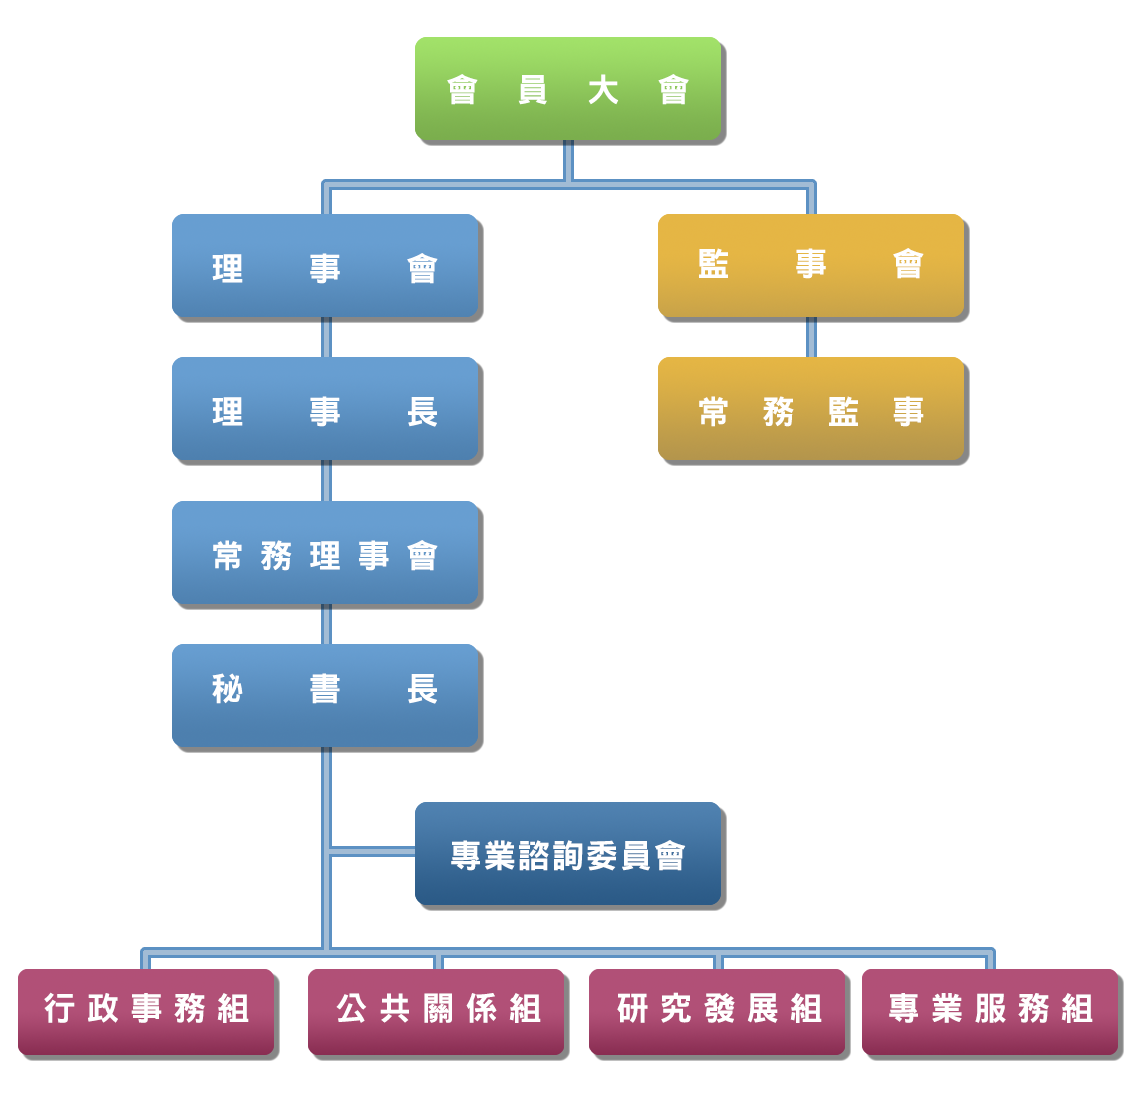 會員大會
理事會
監事會
理事長
常務監事
常務理事會
秘書長
專業諮詢委員會
行政事務組
公共關係組
研究發展組
專業服務組